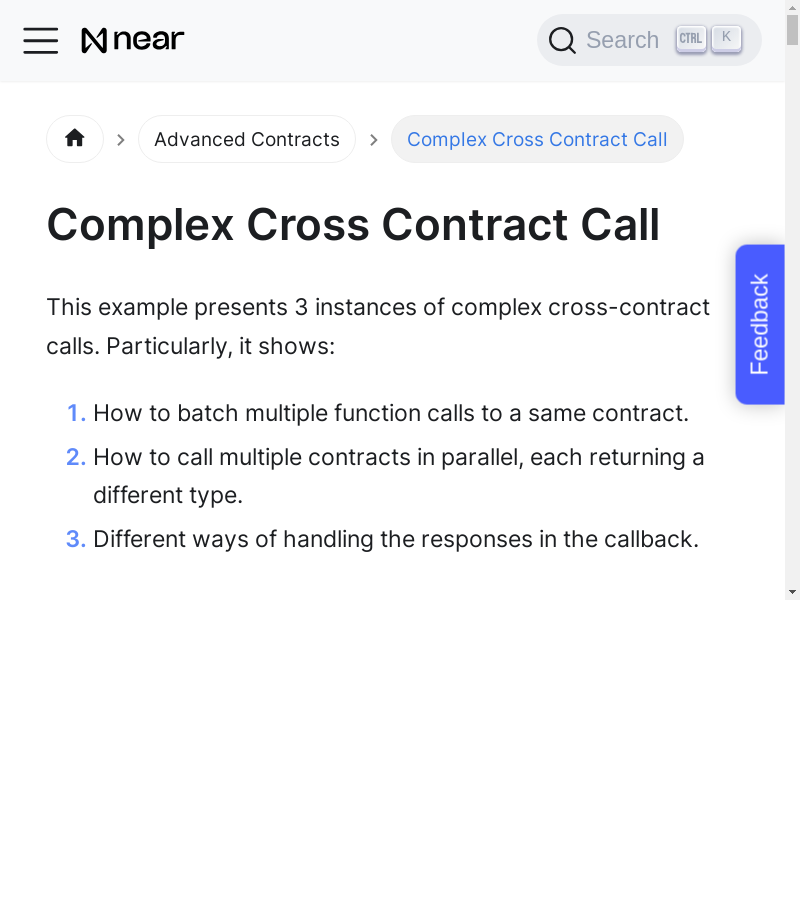 near
Search CTRL K
Advanced Contracts
Complex Cross Contract Call
Complex Cross Contract Call
This example presents 3 instances of complex cross-contract
calls. Particularly, it shows:
1. How to batch multiple function calls to a same contract.
2. How to call multiple contracts in parallel, each returning a
different type.
3. Different ways of handling the responses in the callback.
Feedback